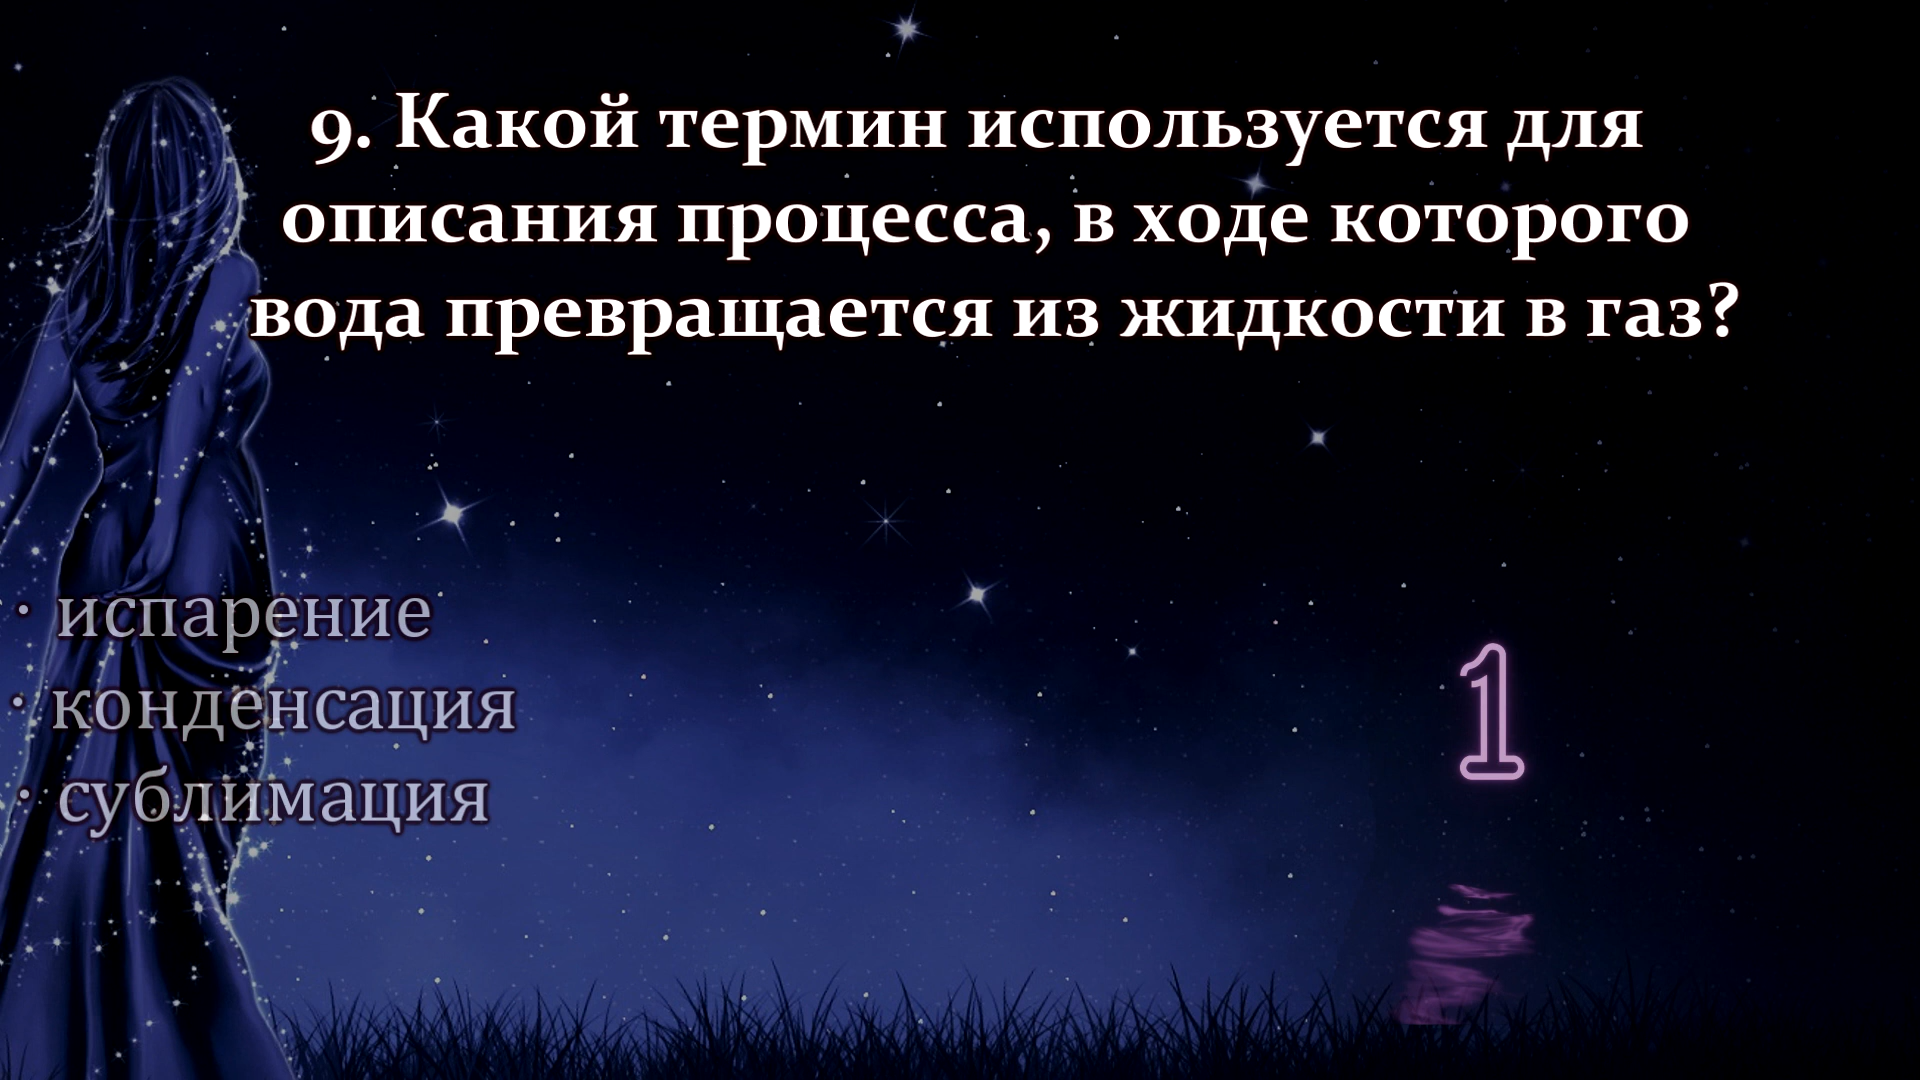 9. Какой термин используется для
описания процесса, в ходе которого
вода превращается из жидкости в газ?
· испарение
· конденсация
· сублимация
1